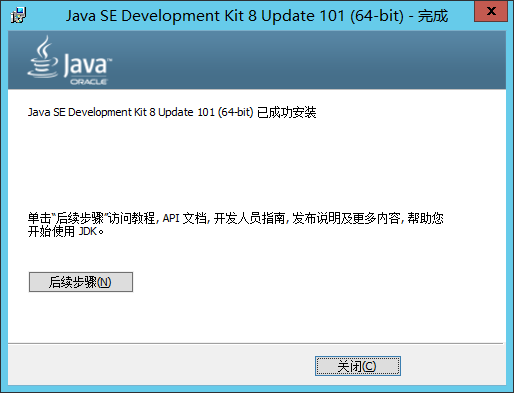 Java SE Development Kit 8 Update 101 (64-bit) - 完成
Java
ORACLE
Java SE Development Kit 8 Update 101 (64-bit) 已成功安装
单击“后续步骤”访问教程, API 文档, 开发人员指南, 发布说明及更多内容, 帮助您
开始使用 JDK。
后续步骤(N)
关闭(C)